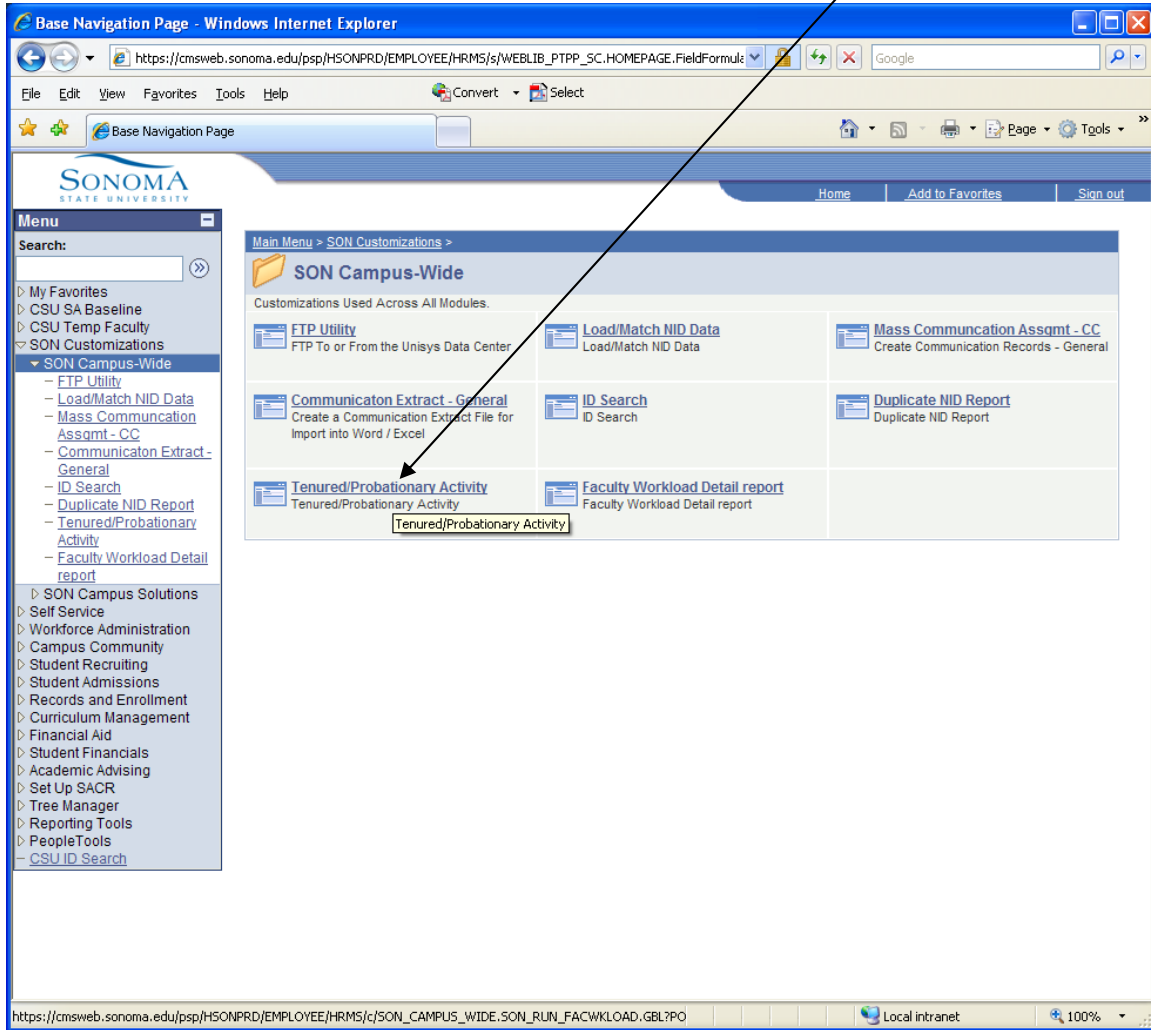 Base Navigation Page - Windows Internet Explorer
https://cmsweb.sonoma.edu/psp/HSONPRD/EMPLOYEE/HRMS/s/WEBLIB_PTPP_SC.HOMEPAGE.FieldFormula
Google
File Edit View Favorites Tools Help Convert Select
Base Navigation Page
Page Tools »
SONOMA
STATE UNIVERSITY
Home Add to Favorites Sign out
Menu
Search:
My Favorites
CSU SA Baseline
CSU Temp Faculty
SON Customizations
SON Campus-Wide
– FTP Utility
– Load/Match NID Data
– Mass Communcation
Assgmt - CC
– Communicaton Extract -
General
– ID Search
– Duplicate NID Report
– Tenured/Probationary
Activity
– Faculty Workload Detail
report
SON Campus Solutions
Self Service
Workforce Administration
Campus Community
Student Recruiting
Student Admissions
Records and Enrollment
Curriculum Management
Financial Aid
Student Financials
Academic Advising
Set Up SACR
Tree Manager
Reporting Tools
PeopleTools
– CSU ID Search
Main Menu > SON Customizations >
SON Campus-Wide
Customizations Used Across All Modules.
FTP Utility
FTP To or From the Unisys Data Center
Load/Match NID Data
Load/Match NID Data
Mass Communcation Assgmt - CC
Create Communication Records - General
Communicaton Extract - General
Create a Communication Extract File for
Import into Word / Excel
ID Search
ID Search
Duplicate NID Report
Duplicate NID Report
Tenured/Probationary Activity
Tenured/Probationary Activity
Tenured/Probationary Activity
Faculty Workload Detail report
Faculty Workload Detail report
https://cmsweb.sonoma.edu/psp/HSONPRD/EMPLOYEE/HRMS/c/SON_CAMPUS_WIDE.SON_RUN_FACWKLOAD.GBL?PO
Local intranet 100%